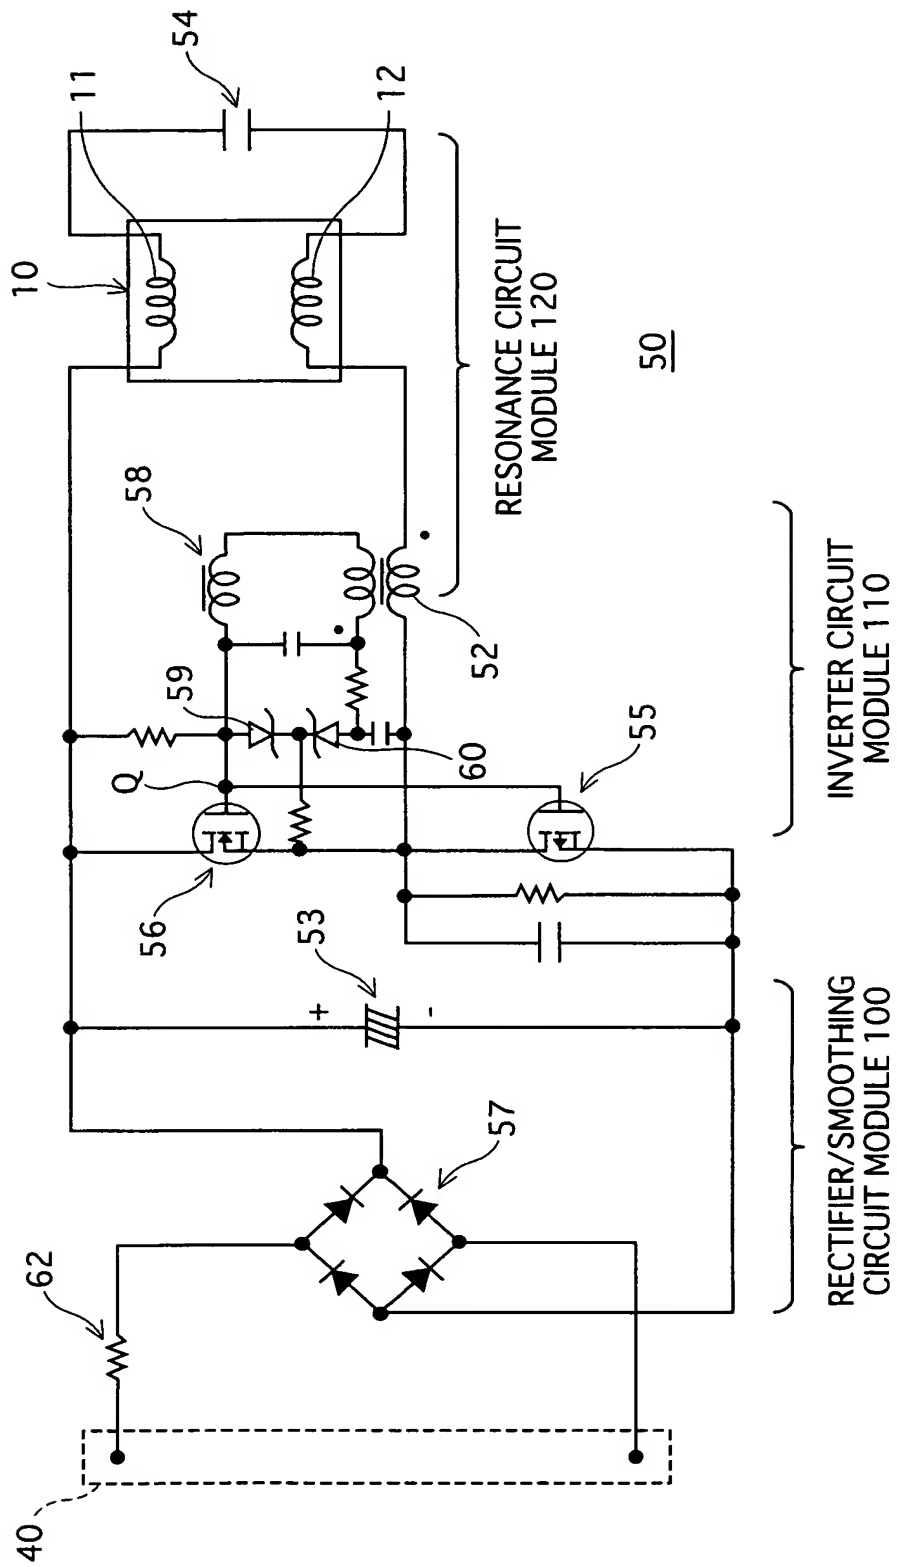 40
62
57
53
56
Q
59
60
58
52
55
10
11
12
54
+
-
RECTIFIER/SMOOTHING
CIRCUIT MODULE 100
INVERTER CIRCUIT
MODULE 110
RESONANCE CIRCUIT
MODULE 120
50